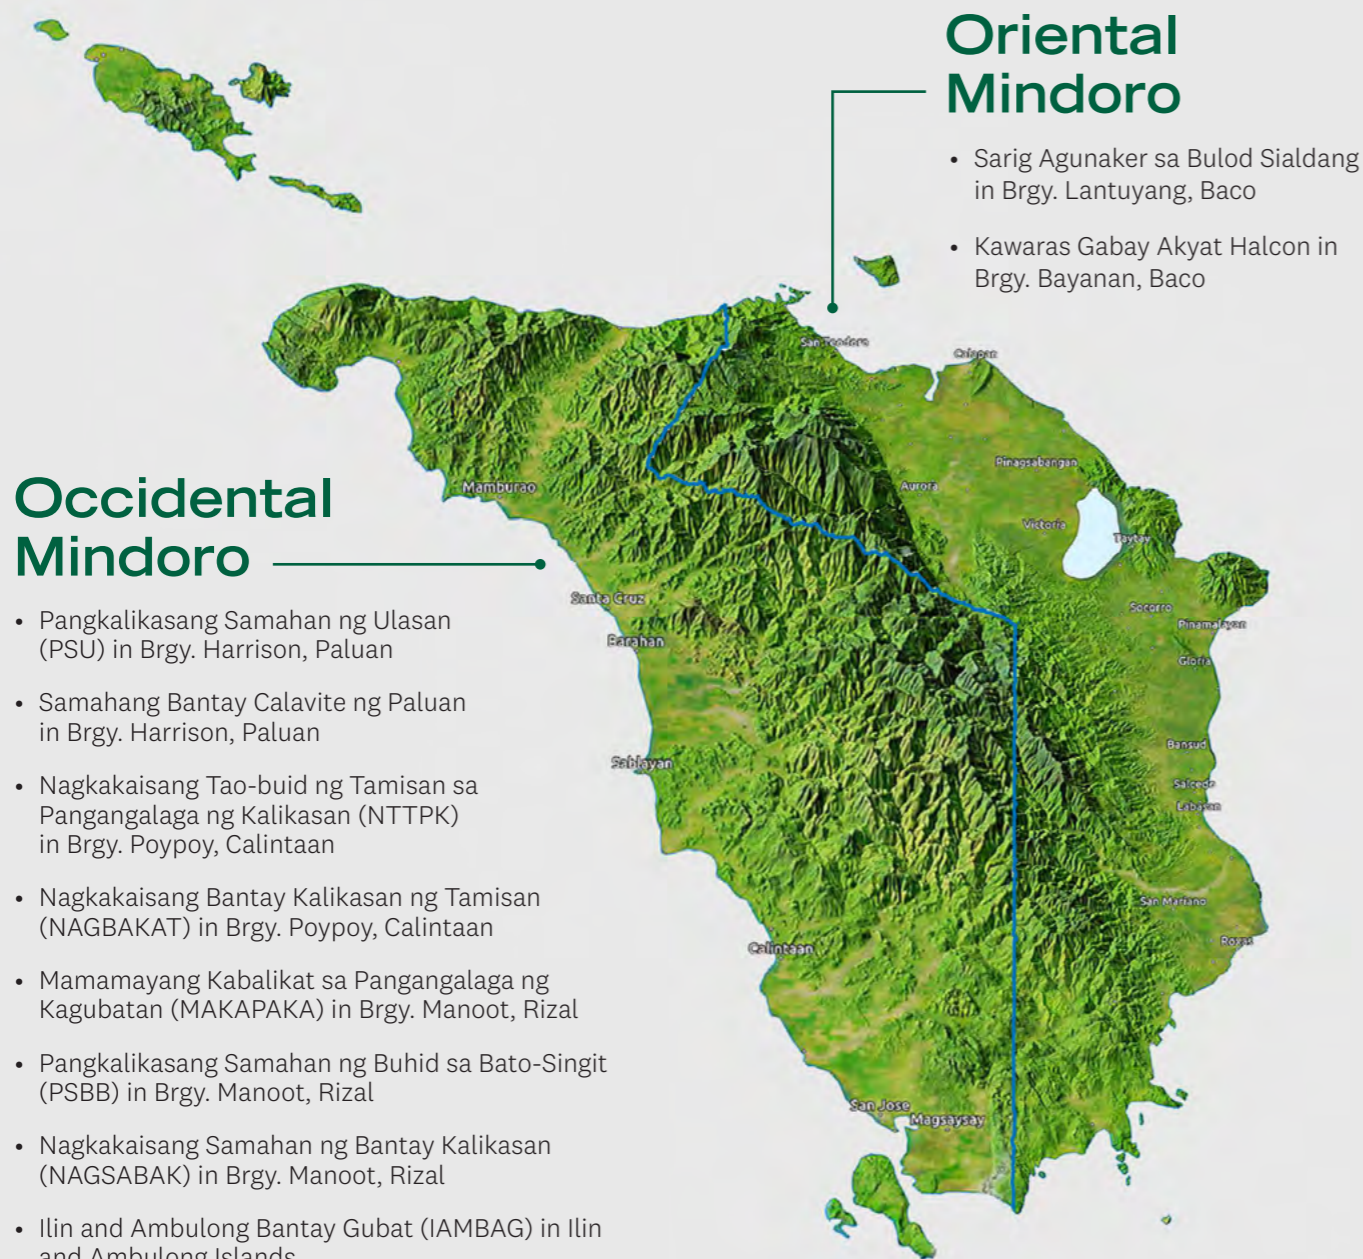 Oriental
Mindoro
• Sarig Agunaker sa Bulod Sialdang
in Brgy. Lantuyang, Baco
• Kawaras Gabay Akyat Halcon in
Brgy. Bayanan, Baco
San Teodoro
Calapan
Pinagsabangan
Aurora
Victoria
Taytay
Mamburao
Occidental
Mindoro
Santa Cruz
Barahan
Socorro
Pinamalayan
Gloria
• Pangkalikasang Samahan ng Ulasan
(PSU) in Brgy. Harrison, Paluan
• Samahang Bantay Calavite ng Paluan
in Brgy. Harrison, Paluan
Sablayan
Bansud
Salcedo
Labasan
• Nagkakaisang Tao-buid ng Tamisan sa
Pangangalaga ng Kalikasan (NTTPK)
in Brgy. Poypoy, Calintaan
• Nagkakaisang Bantay Kalikasan ng Tamisan
(NAGBAKAT) in Brgy. Poypoy, Calintaan
San Mariano
Roxas
Calintaan
• Mamamayang Kabalikat sa Pangangalaga ng
Kagubatan (MAKAPAKA) in Brgy. Manoot, Rizal
• Pangkalikasang Samahan ng Buhid sa Bato-Singit
(PSBB) in Brgy. Manoot, Rizal
San Jose
Magsaysay
• Nagkakaisang Samahan ng Bantay Kalikasan
(NAGSABAK) in Brgy. Manoot, Rizal
• Ilin and Ambulong Bantay Gubat (IAMBAG) in Ilin
and Ambulong Islands